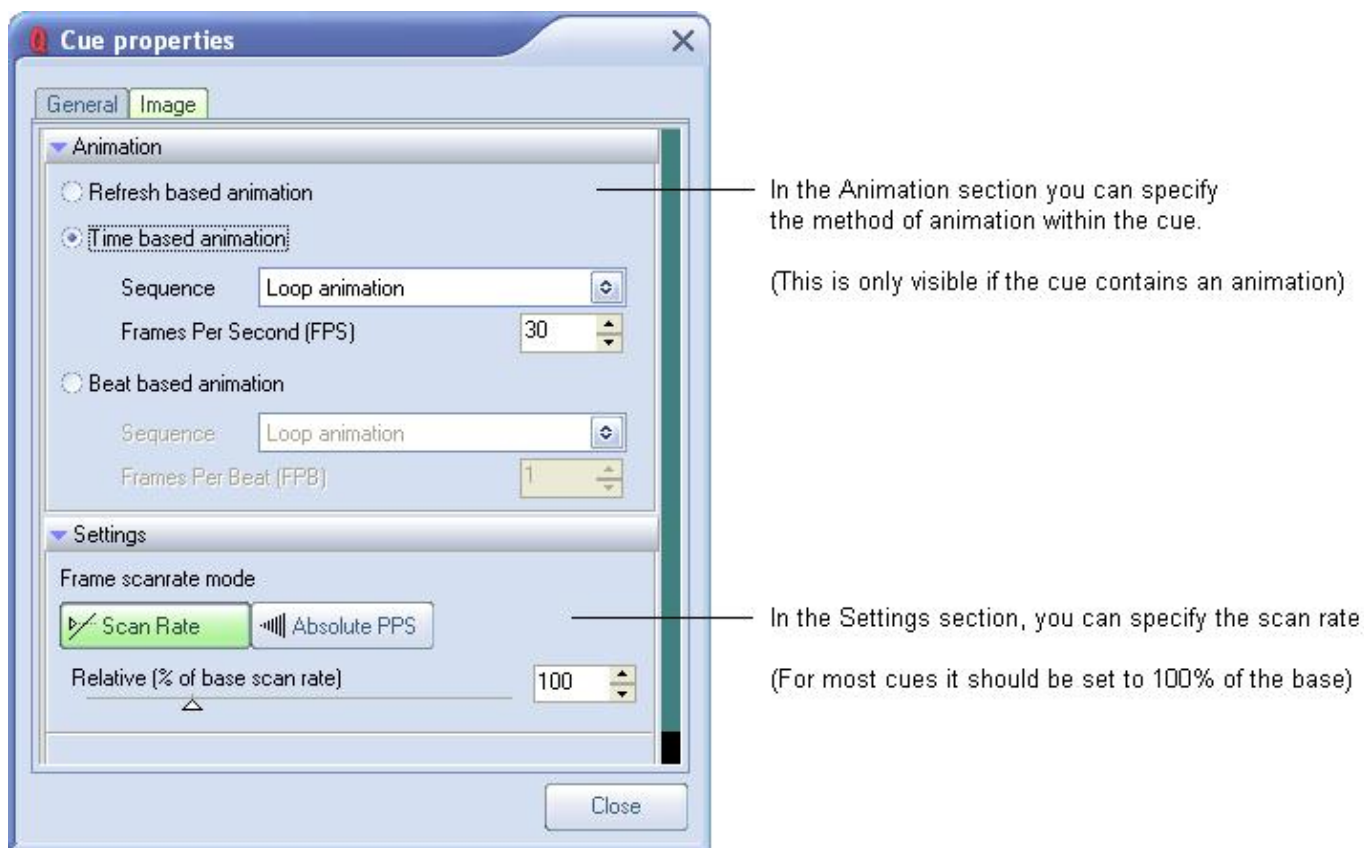 Cue properties
General Image
Animation
Refresh based animation
Time based animation
Sequence Loop animation
Frames Per Second (FPS) 30
Beat based animation
Sequence Loop animation
Frames Per Beat (FPB) 1
Settings
Frame scanrate mode
Scan Rate Absolute PPS
Relative (% of base scan rate) 100
Close
In the Animation section you can specify
the method of animation within the cue.
(This is only visible if the cue contains an animation)
In the Settings section, you can specify the scan rate
(For most cues it should be set to 100% of the base)